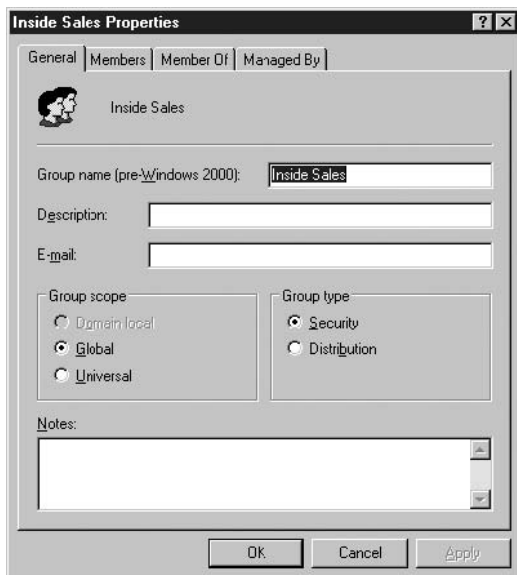 Inside Sales Properties
General Members Member Of Managed By
Inside Sales
Group name (pre-Windows 2000): Inside Sales
Description:
E-mail:
Group scope
Domain local
Global
Universal
Group type
Security
Distribution
Notes:
OK Cancel Apply